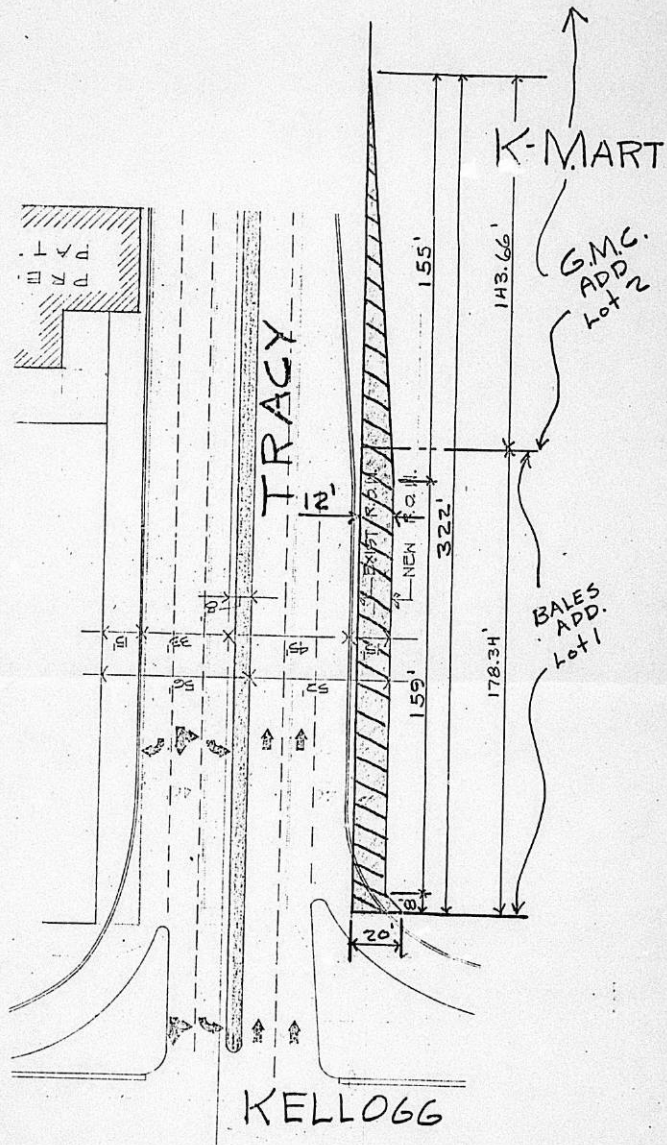 K-MART
G.M.C.
ADD
Lot 2
155'
143.66'
TRACY
12'
EXIST R.O.W.
NEW R.O.W.
322'
BALES
ADD.
Lot 1
178.34'
159'
8'
20'
KELLOGG